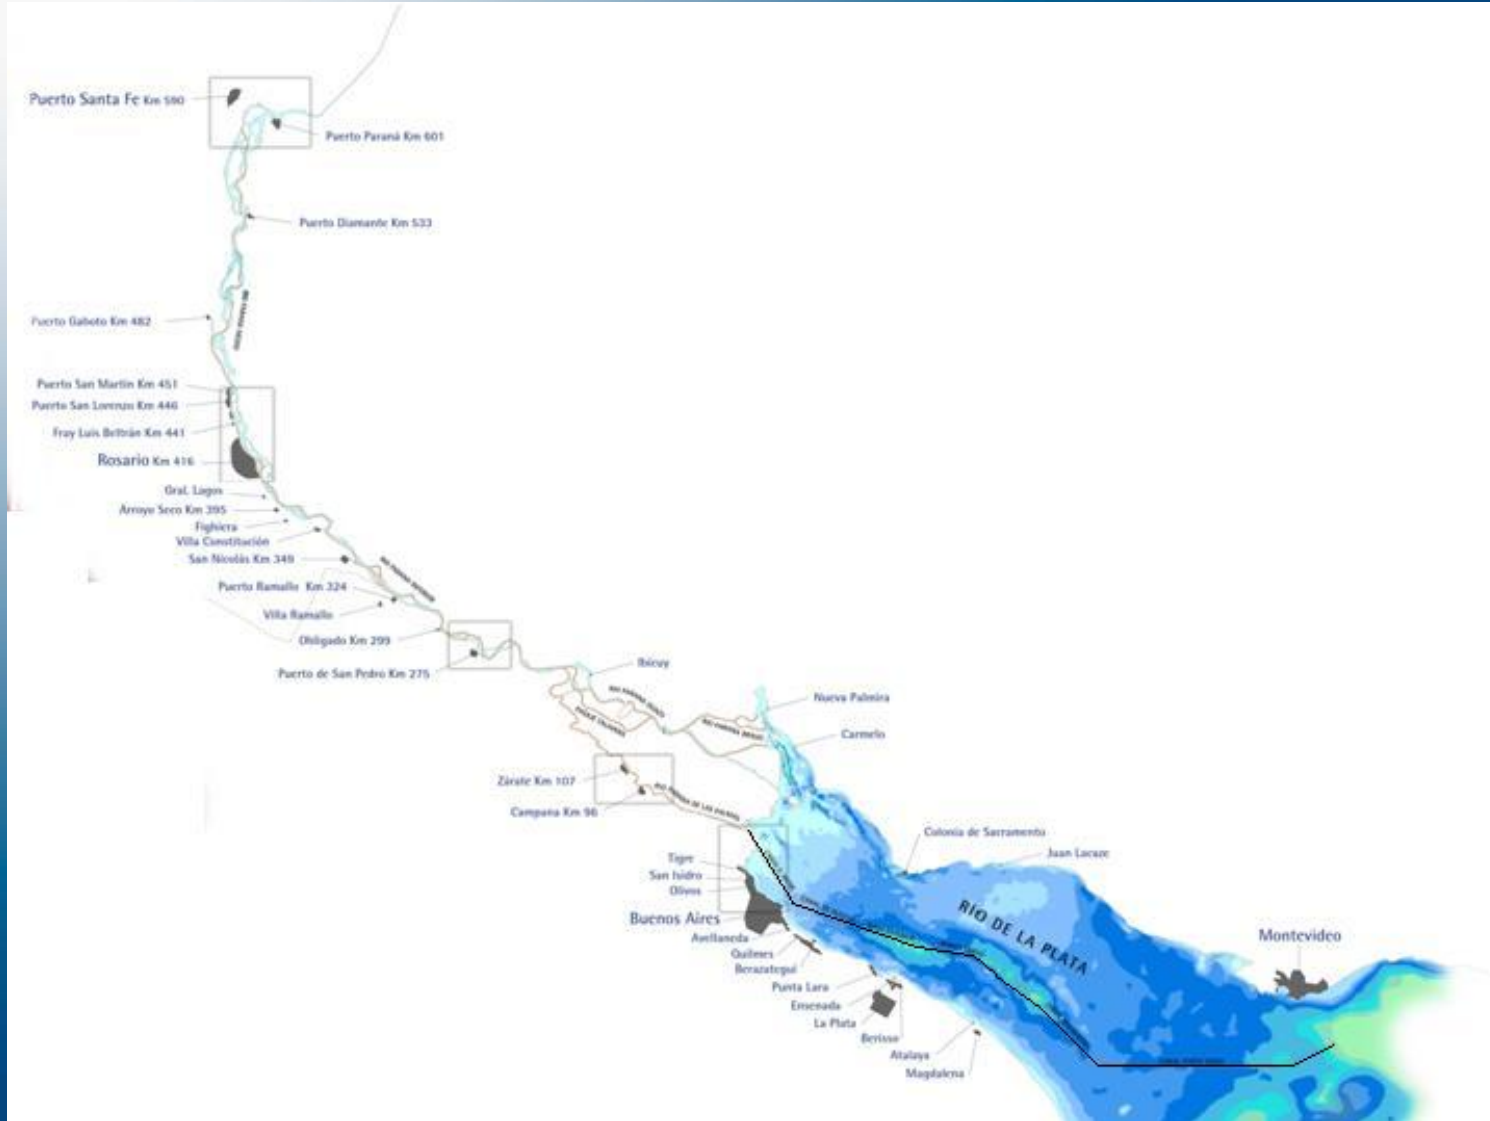 Puerto Santa Fe Km 590
Puerto Paraná Km 601
Puerto Diamante Km 533
Puerto Gaboto Km 482
Puerto San Martín Km 451
Puerto San Lorenzo Km 446
Fray Luis Beltrán Km 441
Rosario Km 416
Gral. Lagos
Arroyo Seco Km 395
Fighiera
Villa Constitución
San Nicolás Km 349
Puerto Ramallo Km 324
Villa Ramallo
Obligado Km 299
Puerto de San Pedro Km 275
Ibicuy
Nueva Palmira
Carmelo
RIO PARANA DE LAS PALMAS
Zárate Km 107
Campana Km 96
Colonia de Sacramento
Juan Lacaze
Tigre
San Isidro
Olivos
Buenos Aires
Avellaneda
Quilmes
Berazategui
Punta Lara
Ensenada
La Plata
Berisso
Atalaya
Magdalena
RÍO DE LA PLATA
Montevideo